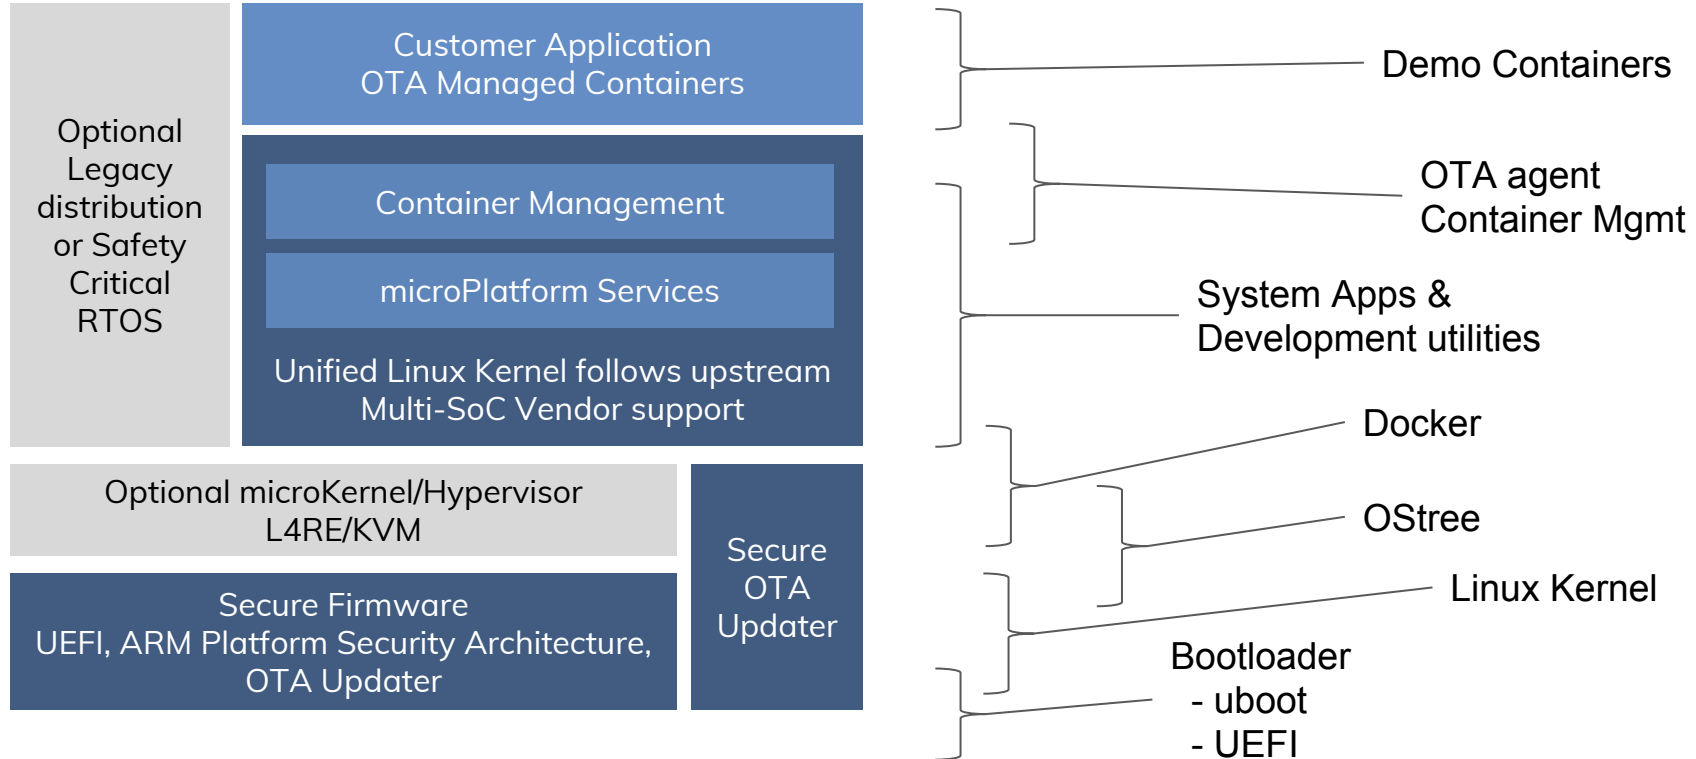 Customer Application
OTA Managed Containers
Optional
Legacy
distribution
or Safety
Critical
RTOS
Container Management
microPlatform Services
Unified Linux Kernel follows upstream
Multi-SoC Vendor support
Optional microKernel/Hypervisor
L4RE/KVM
Secure
OTA
Updater
Secure Firmware
UEFI, ARM Platform Security Architecture,
OTA Updater
Demo Containers
OTA agent
Container Mgmt
System Apps &
Development utilities
Docker
OStree
Linux Kernel
Bootloader
- uboot
- UEFI